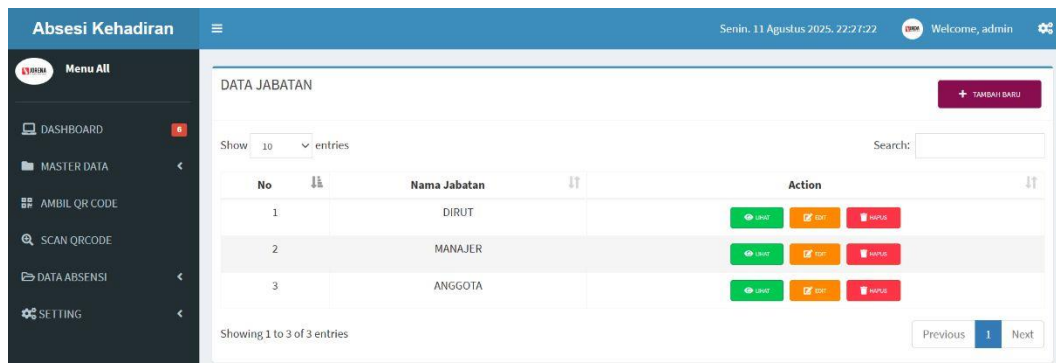 Absesi Kehadiran
Senin. 11 Agustus 2025. 22:27:22 Welcome, admin
Menu All
DATA JABATAN
+ TAMBAH BARU
DASHBOARD 6
Show 10 entries Search:
MASTER DATA
No Nama Jabatan Action
AMBIL QR CODE
1 DIRUT LIHAT EDIT HAPUS
SCAN QRCODE
2 MANAJER LIHAT EDIT HAPUS
DATA ABSENSI
3 ANGGOTA LIHAT EDIT HAPUS
SETTING
Showing 1 to 3 of 3 entries Previous 1 Next